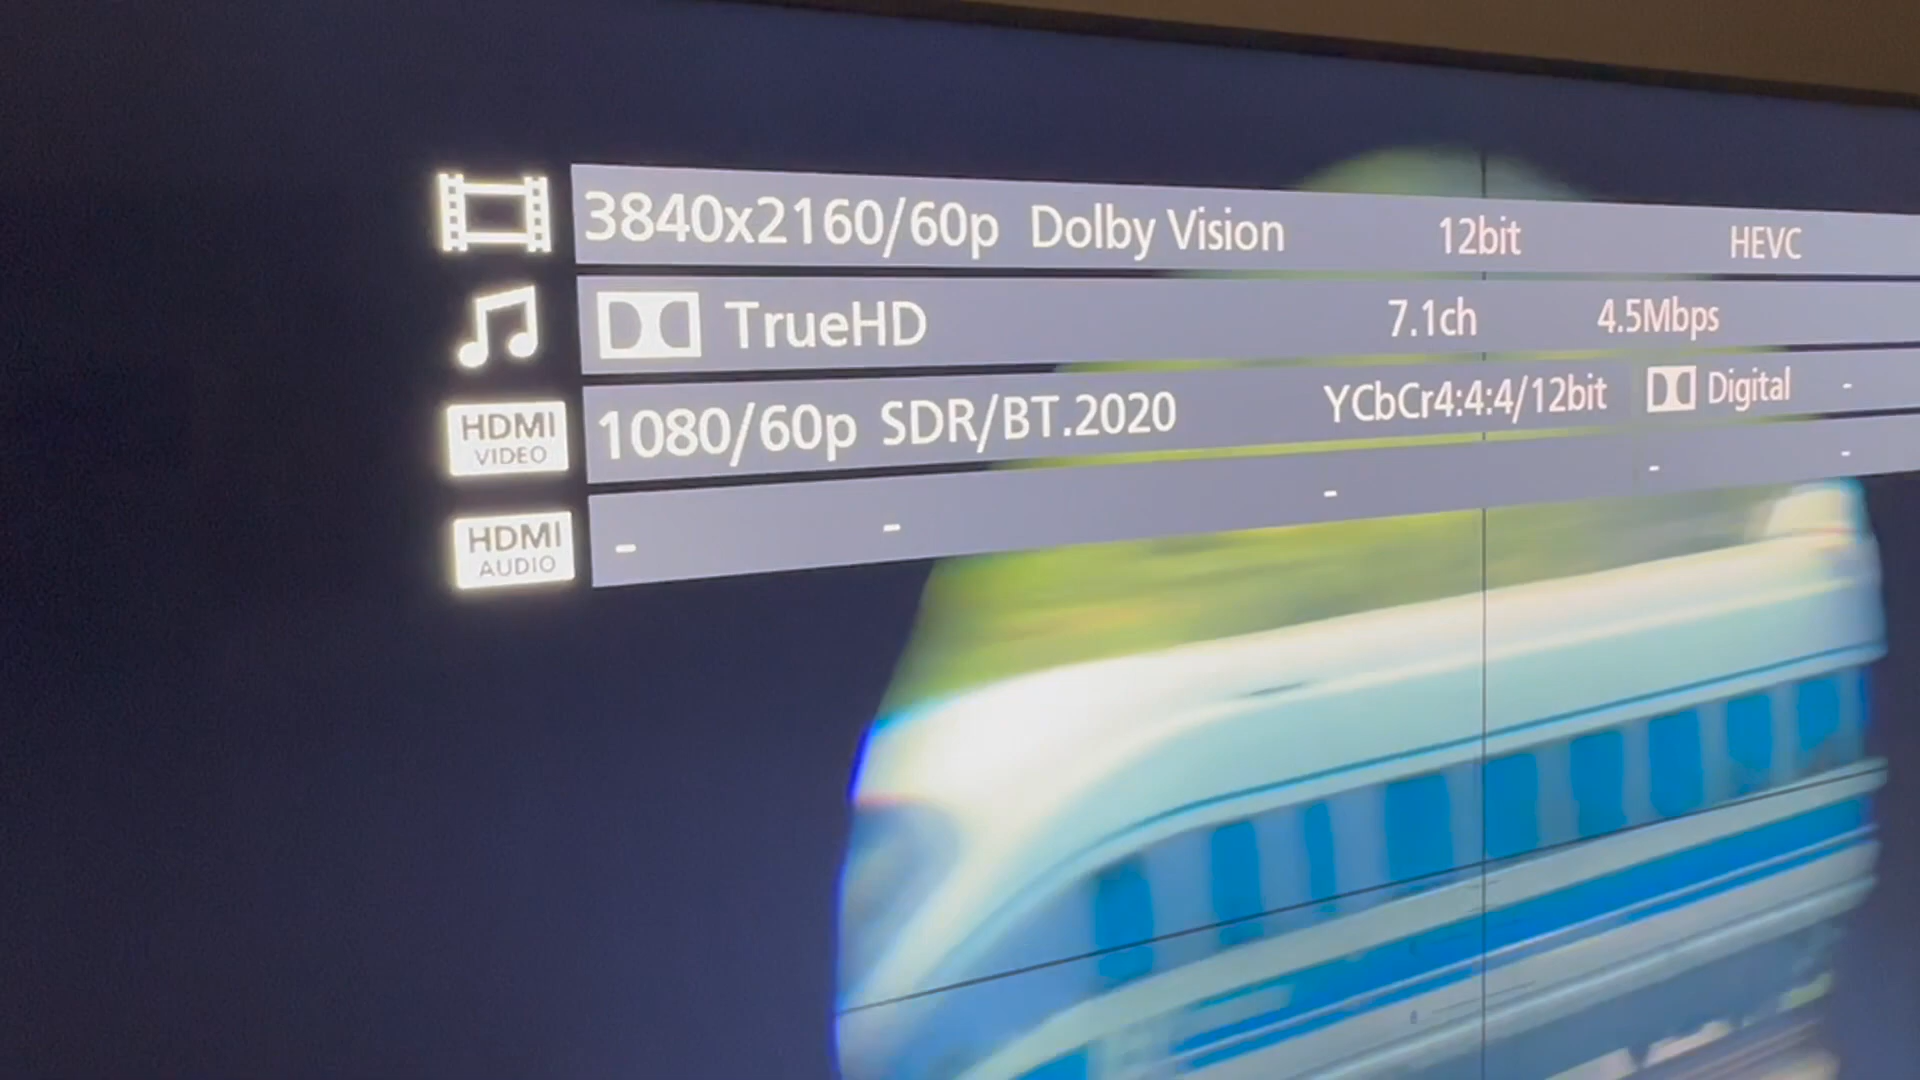 3840x2160/60p Dolby Vision 12bit HEVC
TrueHD 7.1ch 4.5Mbps
HDMI VIDEO 1080/60p SDR/BT.2020 YCbCr4:4:4/12bit Digital -
HDMI AUDIO - - - - -